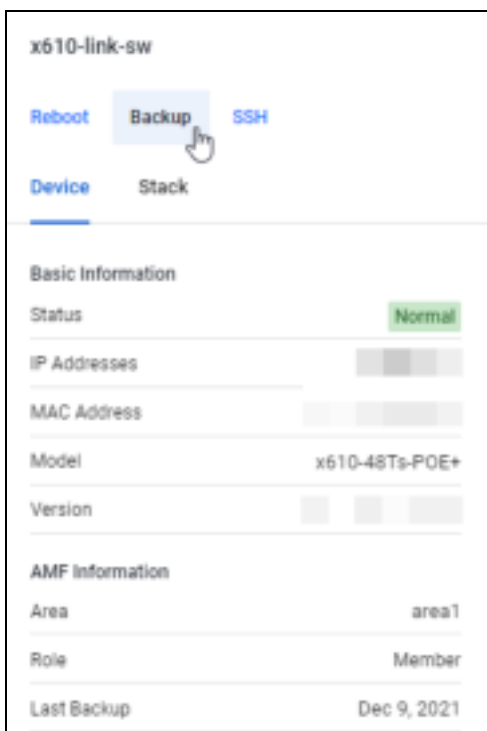 x610-link-sw
Reboot Backup SSH
Device Stack
Basic Information
Status Normal
IP Addresses
MAC Address
Model x610-48Ts-POE+
Version
AMF Information
Area area1
Role Member
Last Backup Dec 9, 2021